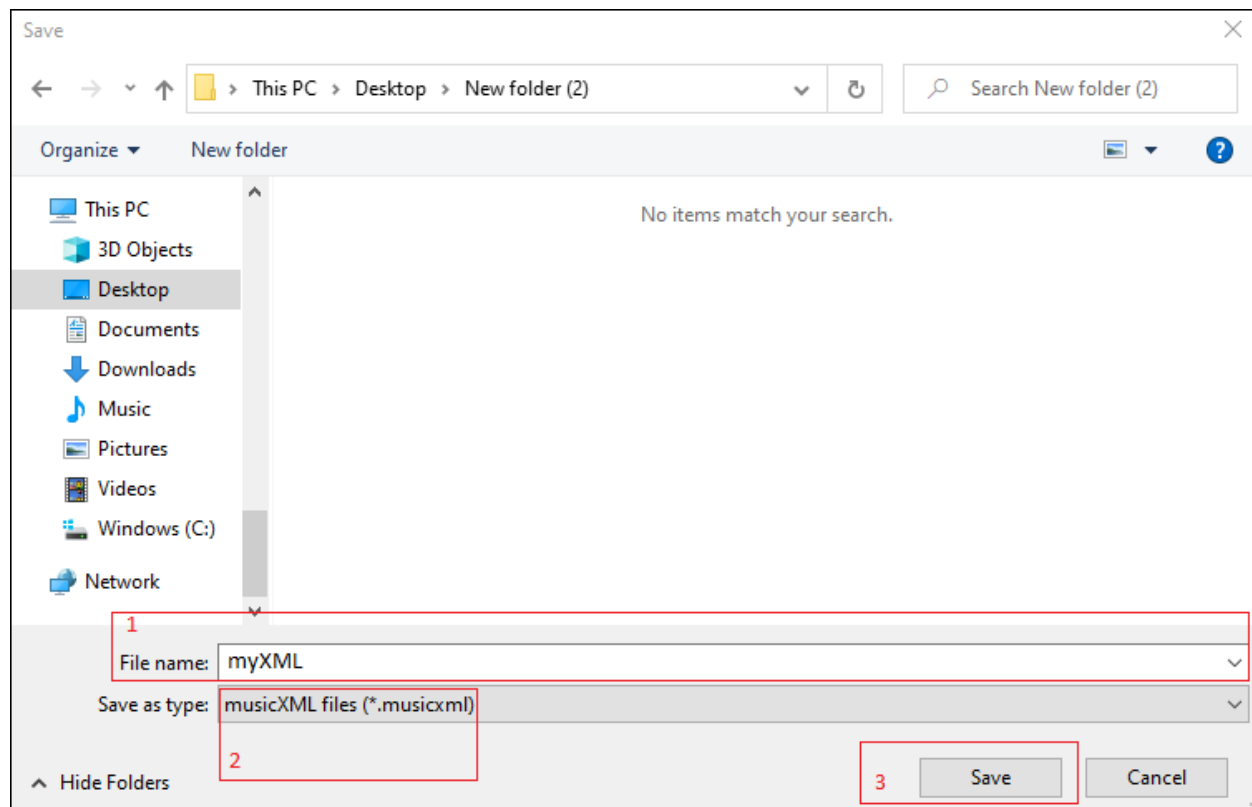 Save
This PC > Desktop > New folder (2)
Search New folder (2)
Organize
New folder
?
This PC
No items match your search.
3D Objects
Desktop
Documents
Downloads
Music
Pictures
Videos
Windows (C:)
Network
1
File name: myXML
Save as type: musicXML files (*.musicxml)
2
Hide Folders
3
Save
Cancel